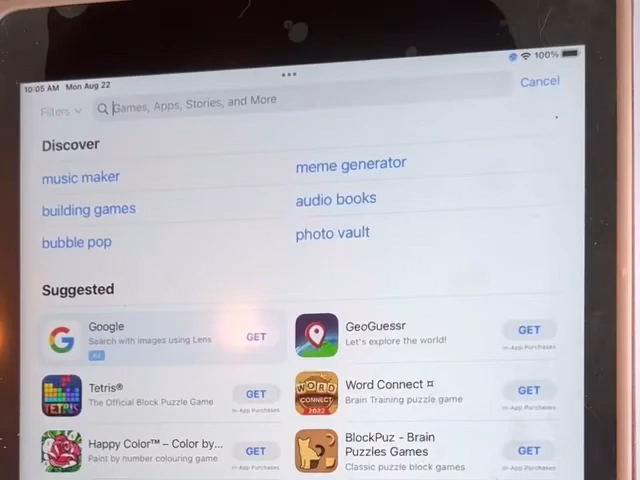 10:05 AM Mon Aug 22
100%
Filters
Games, Apps, Stories, and More
Cancel
Discover
music maker
meme generator
building games
audio books
bubble pop
photo vault
Suggested
Google
Search with images using Lens
Ad
GET
GeoGuessr
Let's explore the world!
GET
In-App Purchases
TETRIS
Tetris®
The Official Block Puzzle Game
GET
In-App Purchases
WORD
CONNECT
2022
Word Connect ¤
Brain Training puzzle game
GET
In-App Purchases
Happy Color™ – Color by...
Paint by number colouring game
GET
In-App Purchases
BlockPuz - Brain
Puzzles Games
Classic puzzle block games
GET
In-App Purchases